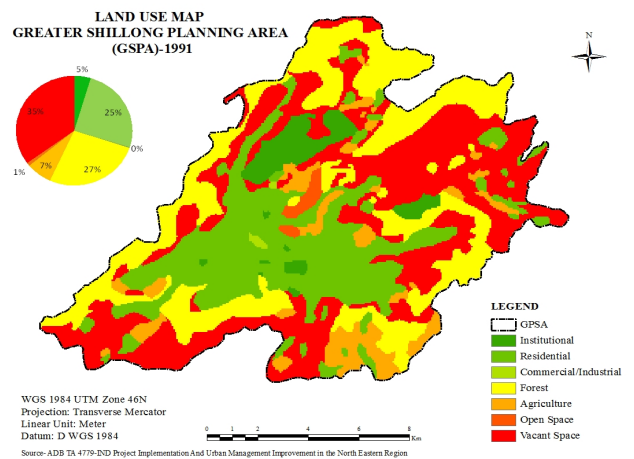 LAND USE MAP
GREATER SHILLONG PLANNING AREA
(GSPA)-1991
N
5%
25%
0%
27%
7%
1%
35%
LEGEND
GPSA
Institutional
Residential
Commercial/Industrial
Forest
Agriculture
Open Space
Vacant Space
WGS 1984 UTM Zone 46N
Projection: Transverse Mercator
Linear Unit: Meter
Datum: D WGS 1984
0 0.5 1 2 4 6 8
Km
Source- ADB TA 4779-IND Project Implementation And Urban Management Improvement in the North Eastern Region